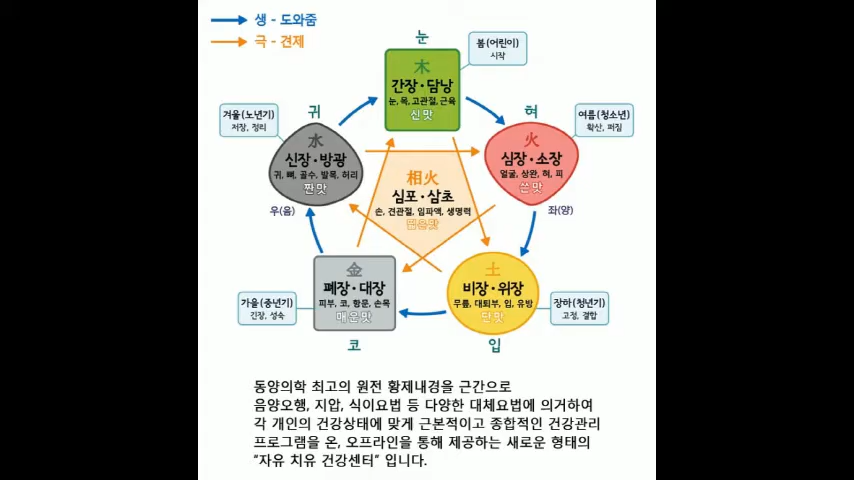 생 - 도와줌
극 - 견제
눈
봄(어린이)
시작
木
간장·담낭
눈, 목, 고관절, 근육
신맛
겨울(노년기)
저장, 정리
귀
혀
여름(청소년)
확산, 퍼짐
水
신장·방광
귀, 뼈, 골수, 발목, 허리
짠맛
火
심장·소장
얼굴, 상완, 혀, 피
쓴맛
相火
심포·삼초
손, 견관절, 임파액, 생명력
떫은맛
우(음)
좌(양)
金
폐장·대장
피부, 코, 항문, 손목
매운맛
土
비장·위장
무릎, 대퇴부, 입, 유방
단맛
가을(중년기)
긴장, 성숙
장하(청년기)
고정, 결합
코
입
동양의학 최고의 원전 황제내경을 근간으로
음양오행, 지압, 식이요법 등 다양한 대체요법에 의거하여
각 개인의 건강상태에 맞게 근본적이고 종합적인 건강관리
프로그램을 온, 오프라인을 통해 제공하는 새로운 형태의
“자유 치유 건강센터” 입니다.